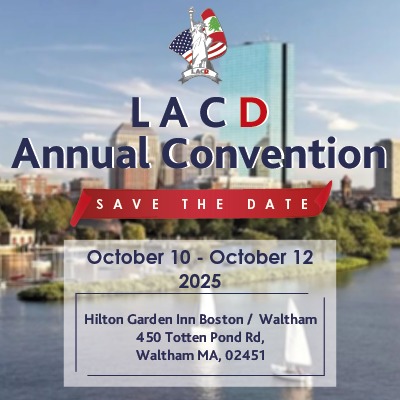 LACD
LACD
Annual Convention
SAVE THE DATE
October 10 - October 12
2025
Hilton Garden Inn Boston / Waltham
450 Totten Pond Rd,
Waltham MA, 02451